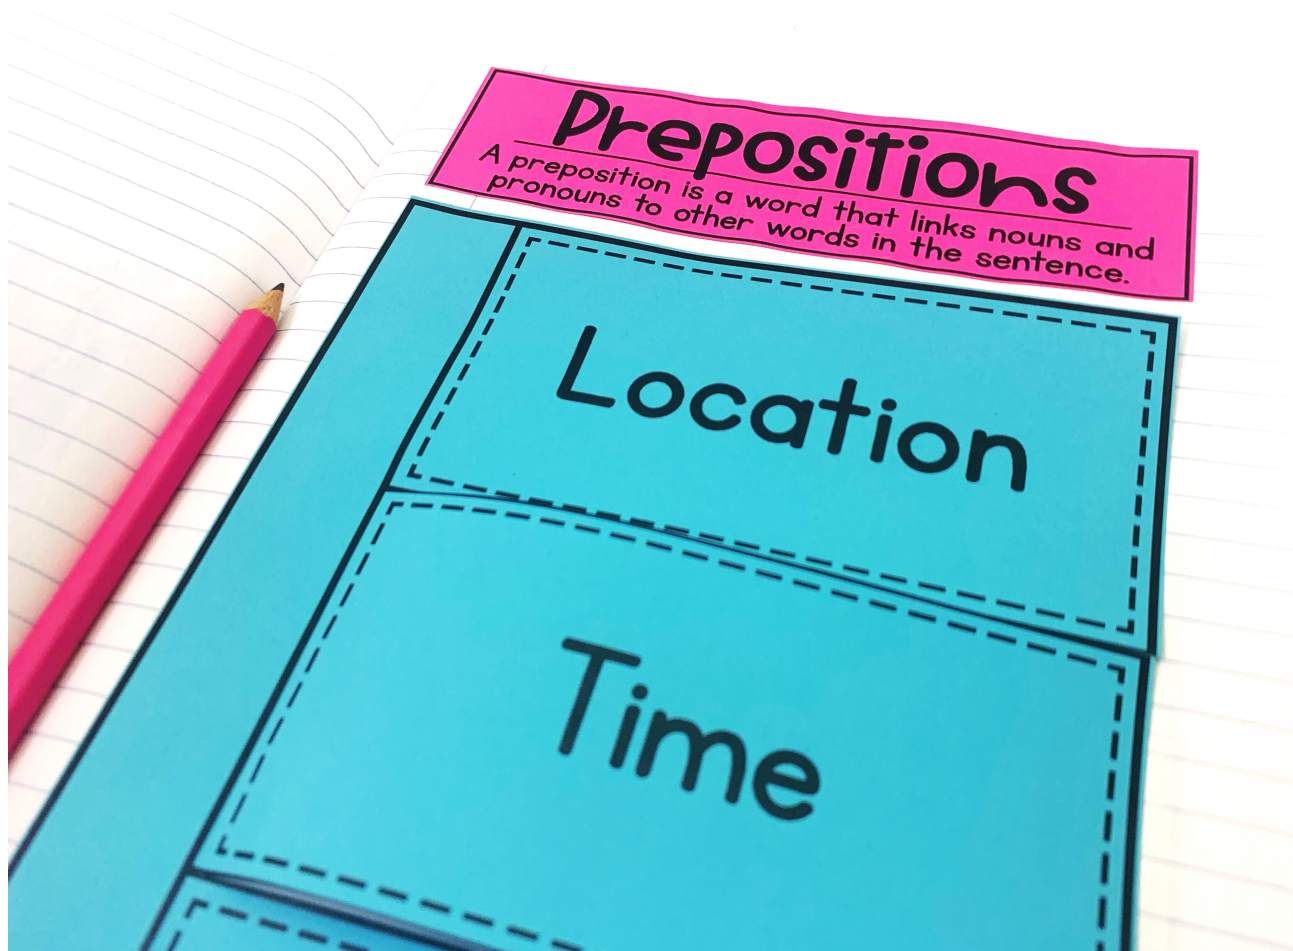 Prepositions
A preposition is a word that links nouns and
pronouns to other words in the sentence.
Location
Time